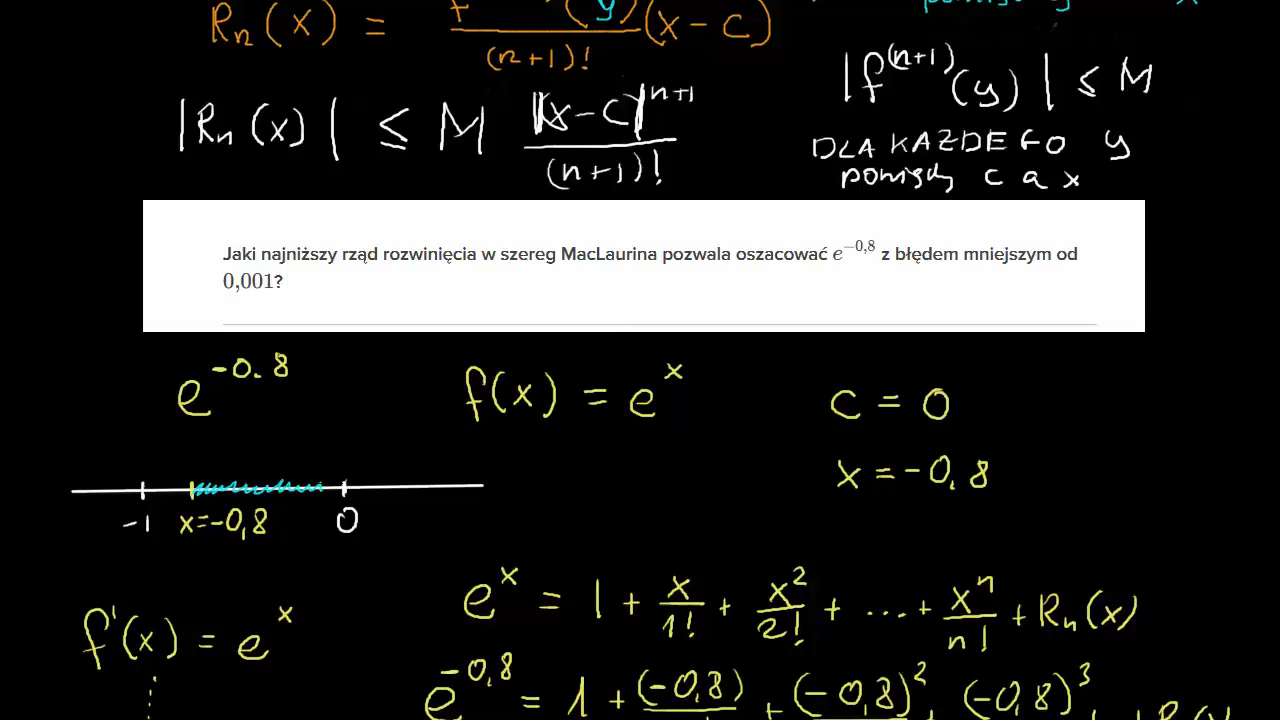 Rn(x) = (y)/(n+1)! (x-c)
|Rn(x)| ≤ M |x-c|^(n+1)/(n+1)!
|f^(n+1)(y)| ≤ M
DLA KAŻDEGO y
pomiędzy c a x
Jaki najniższy rząd rozwinięcia w szereg MacLaurina pozwala oszacować e^−0,8 z błędem mniejszym od
0,001?
e^-0.8 f(x) = e^x c = 0
x = -0,8
-1 x=-0,8 0
e^x = 1 + x/1! + x^2/2! + ... + x^n/n! + Rn(x)
f'(x) = e^x
e^-0,8 = 1 + (-0,8) + (-0,8)^2 (-0,8)^3